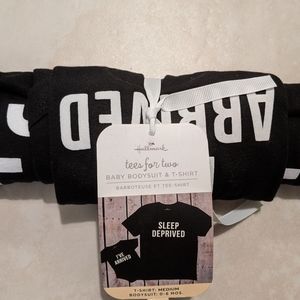 ARRIVED
Hallmark
tees for two
BABY BODYSUIT & T-SHIRT
BARBOTEUSE ET TEE-SHIRT
SLEEP
DEPRIVED
I'VE
ARRIVED
T-SHIRT: MEDIUM
BODYSUIT: 0-6 MOS.